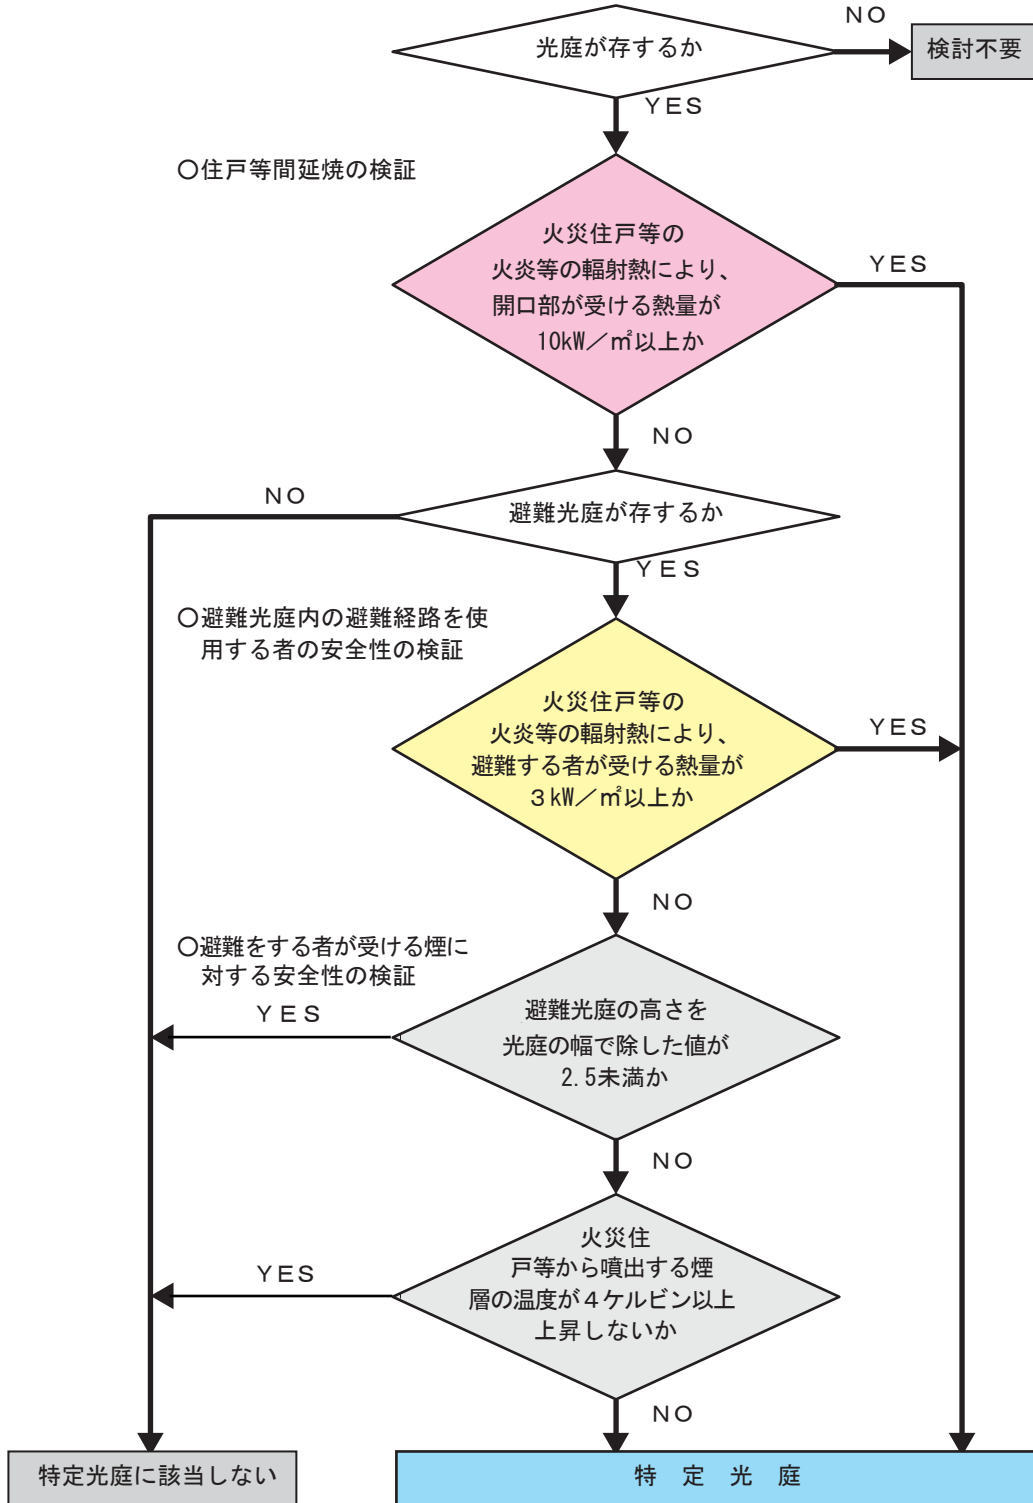 光庭が存するか
NO
検討不要
YES
〇住戸等間延焼の検証
火災住戸等の
火炎等の輻射熱により、
開口部が受ける熱量が
10kW／㎡以上か
YES
NO
避難光庭が存するか
NO
YES
〇避難光庭内の避難経路を使
用する者の安全性の検証
火災住戸等の
火炎等の輻射熱により、
避難する者が受ける熱量が
３kW／㎡以上か
YES
NO
〇避難をする者が受ける煙に
対する安全性の検証
YES
避難光庭の高さを
光庭の幅で除した値が
2.5未満か
NO
火災住
戸等から噴出する煙
層の温度が４ケルビン以上
上昇しないか
YES
NO
特定光庭に該当しない
特 定 光 庭